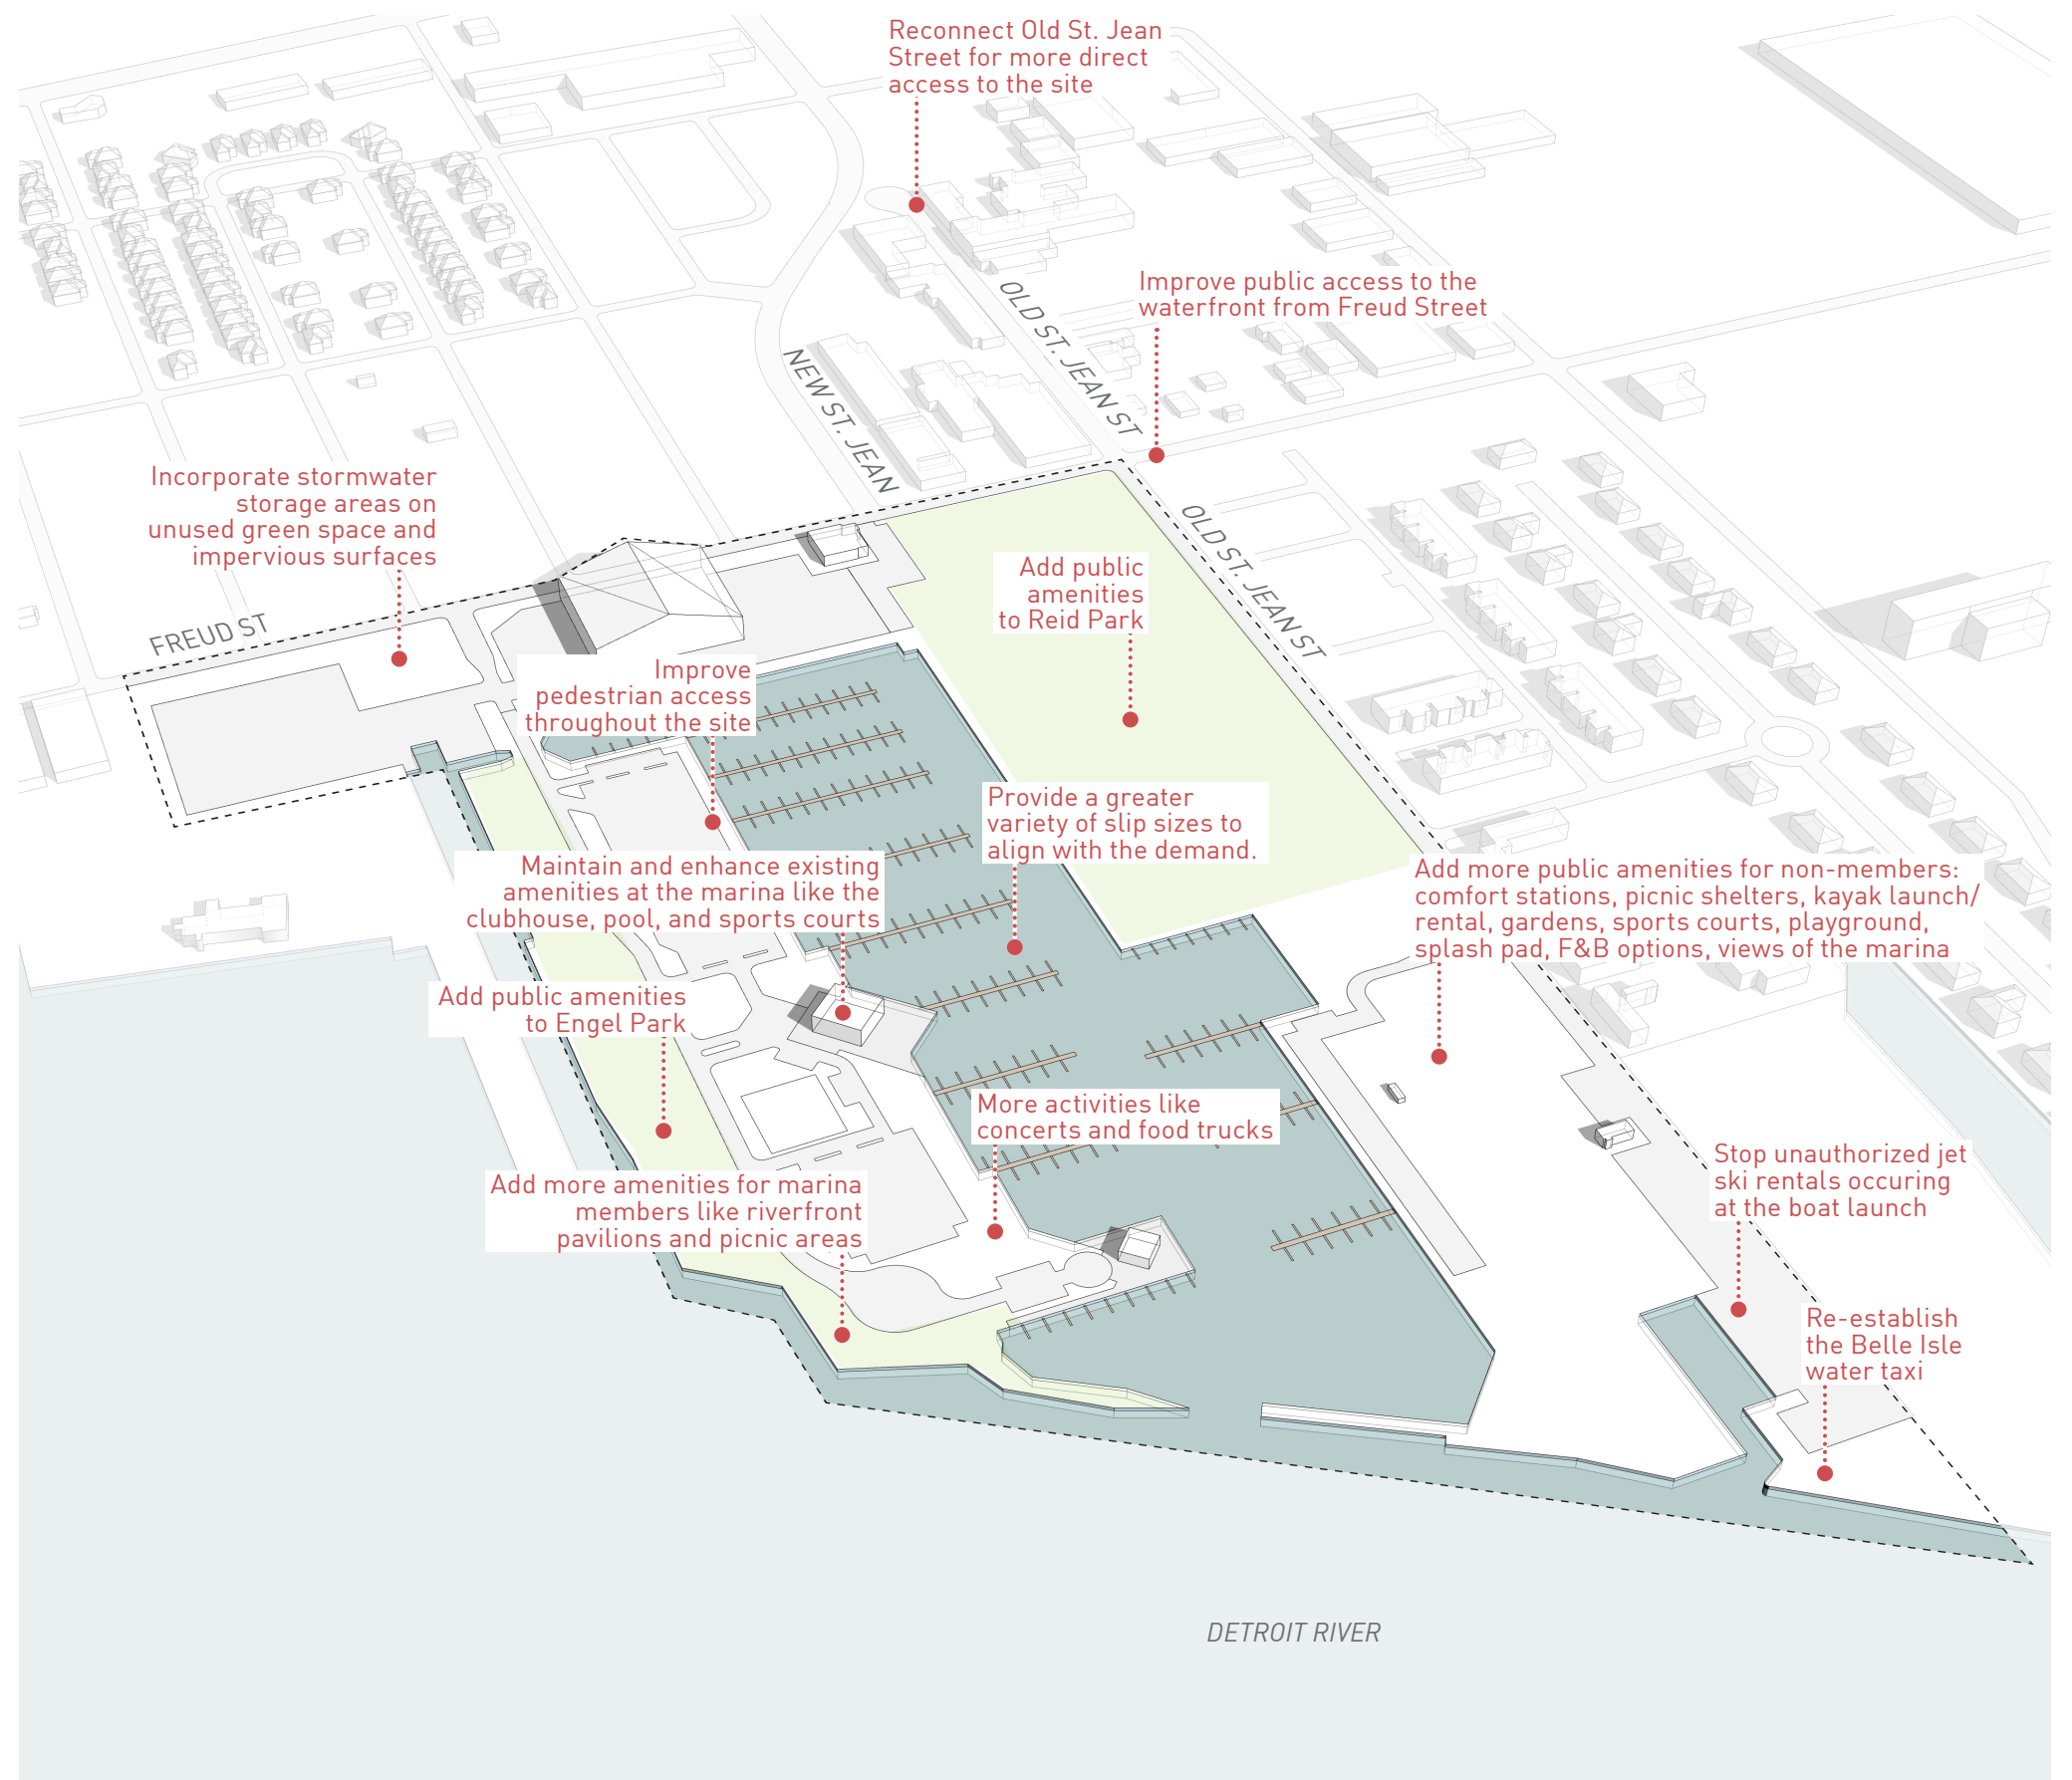 Reconnect Old St. Jean
Street for more direct
access to the site
Improve public access to the
waterfront from Freud Street
OLD ST. JEAN ST
NEW ST. JEAN
Incorporate stormwater
storage areas on
unused green space and
impervious surfaces
OLD ST. JEAN ST
Add public
amenities
to Reid Park
FREUD ST
Improve
pedestrian access
throughout the site
Provide a greater
variety of slip sizes to
align with the demand.
Maintain and enhance existing
amenities at the marina like the
clubhouse, pool, and sports courts
Add more public amenities for non-members:
comfort stations, picnic shelters, kayak launch/
rental, gardens, sports courts, playground,
splash pad, F&B options, views of the marina
Add public amenities
to Engel Park
More activities like
concerts and food trucks
Stop unauthorized jet
ski rentals occuring
at the boat launch
Add more amenities for marina
members like riverfront
pavilions and picnic areas
Re-establish
the Belle Isle
water taxi
DETROIT RIVER